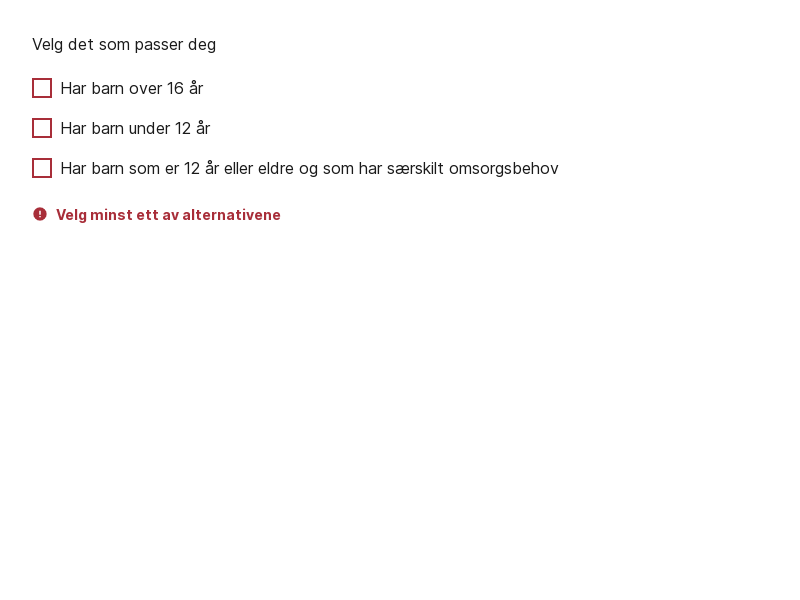 Velg det som passer deg
Har barn over 16 år
Har barn under 12 år
Har barn som er 12 år eller eldre og som har særskilt omsorgsbehov
Velg minst ett av alternativene